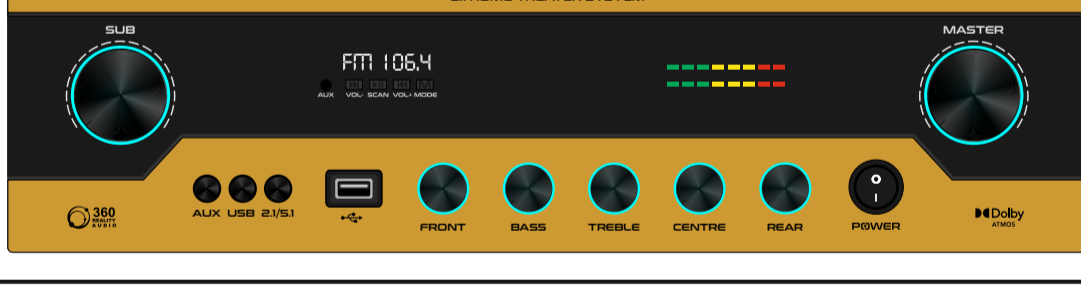 SUB
MASTER
FM 106.4
AUX VOL- SCAN VOL+ MODE
AUX USB 2.1/5.1
FRONT BASS TREBLE CENTRE REAR POWER
360
REALITY
AUDIO
Dolby
ATMOS